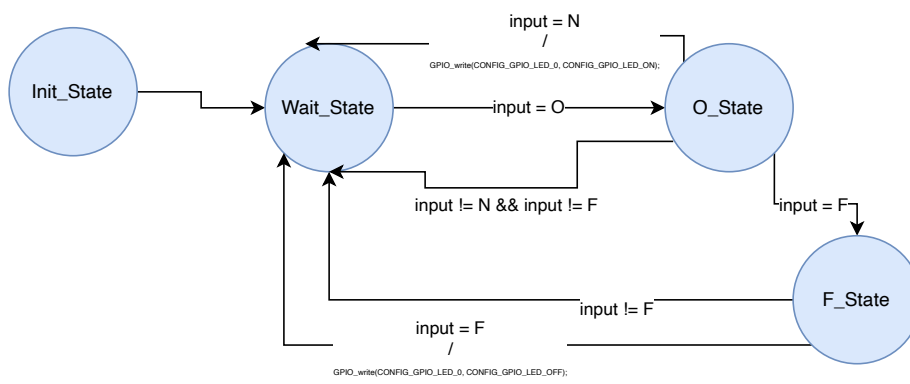 input = N
/
GPIO_write(CONFIG_GPIO_LED_0, CONFIG_GPIO_LED_ON);
Init_State
Wait_State
input = O
O_State
input != N && input != F
input = F
F_State
input != F
input = F
/
GPIO_write(CONFIG_GPIO_LED_0, CONFIG_GPIO_LED_OFF);